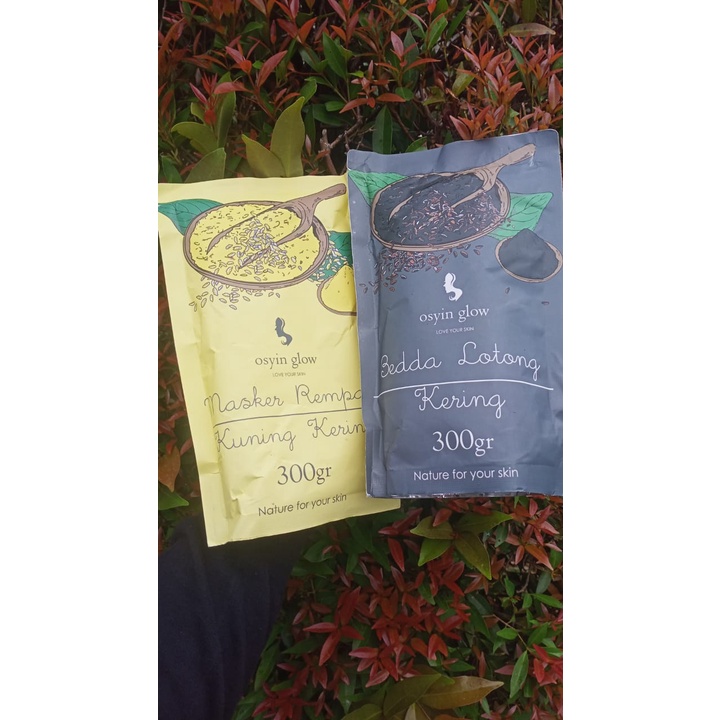 osyin glow
LOVE YOUR SKIN
Masker Rempa
Kuning Kerin
300gr
Nature for your skin
osyin glow
LOVE YOUR SKIN
Bedda Lotong
Kering
300gr
Nature for your skin